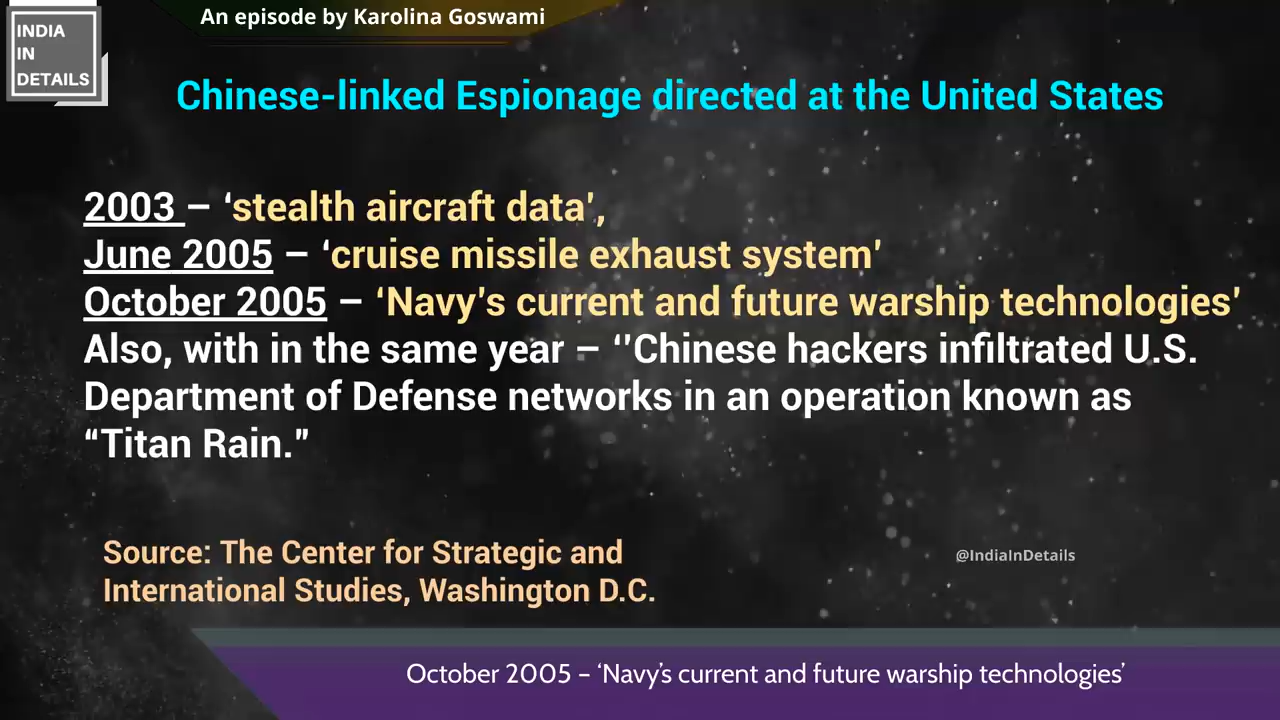 An episode by Karolina Goswami
INDIA
IN
DETAILS
Chinese-linked Espionage directed at the United States
2003 – ‘stealth aircraft data’,
June 2005 – ‘cruise missile exhaust system’
October 2005 – ‘Navy’s current and future warship technologies’
Also, with in the same year – ‘’Chinese hackers infiltrated U.S.
Department of Defense networks in an operation known as
“Titan Rain.”
Source: The Center for Strategic and
International Studies, Washington D.C.
@IndiaInDetails
October 2005 – ‘Navy’s current and future warship technologies’